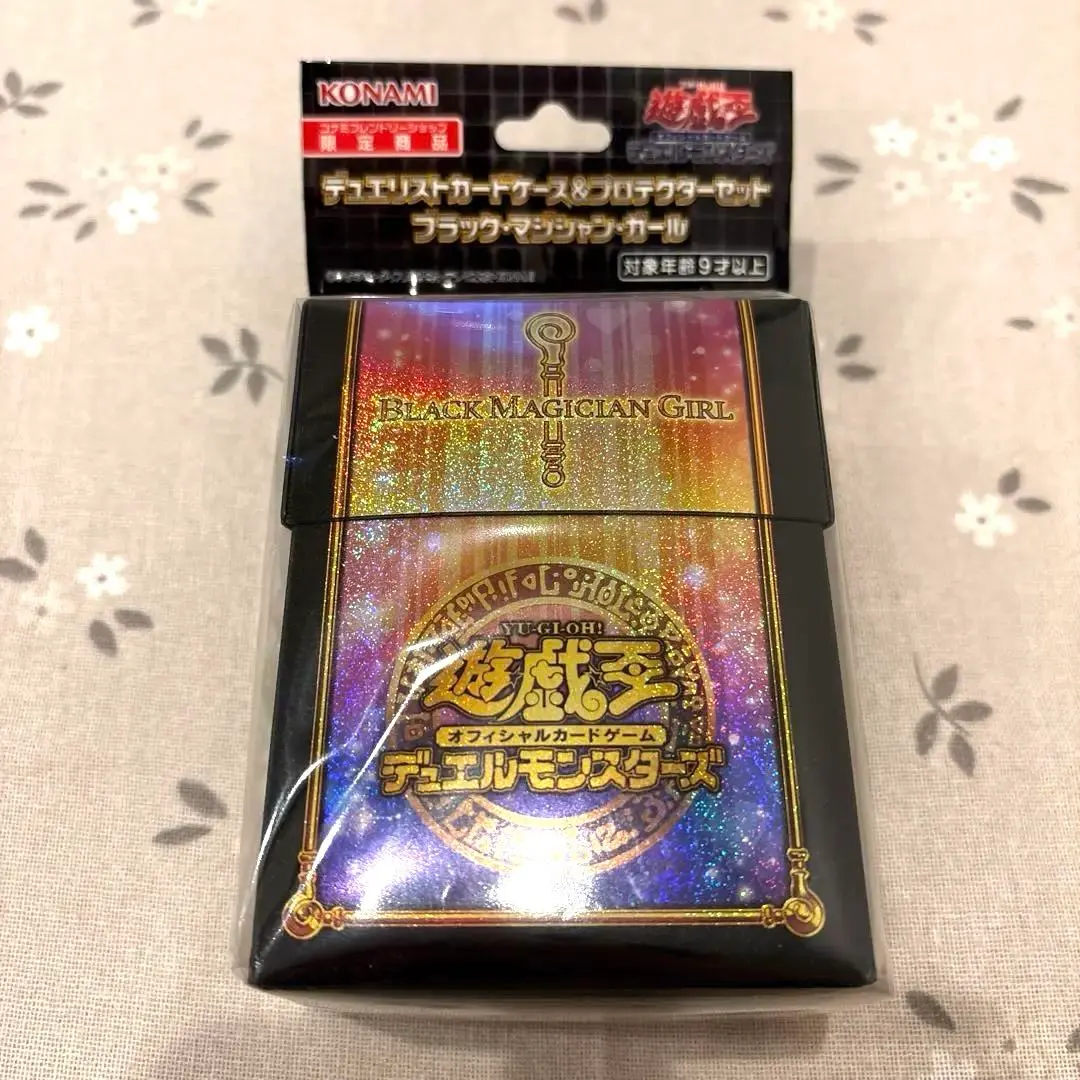 KONAMI
コナミフレンドリーショップ
限定商品
遊戯王
デュエルモンスターズ
デュエリストカードケース&プロテクターセット
ブラック・マジシャン・ガール
対象年齢9才以上
BLACK MAGICIAN GIRL
YU-GI-OH!
遊戯王
オフィシャルカードゲーム
デュエルモンスターズ